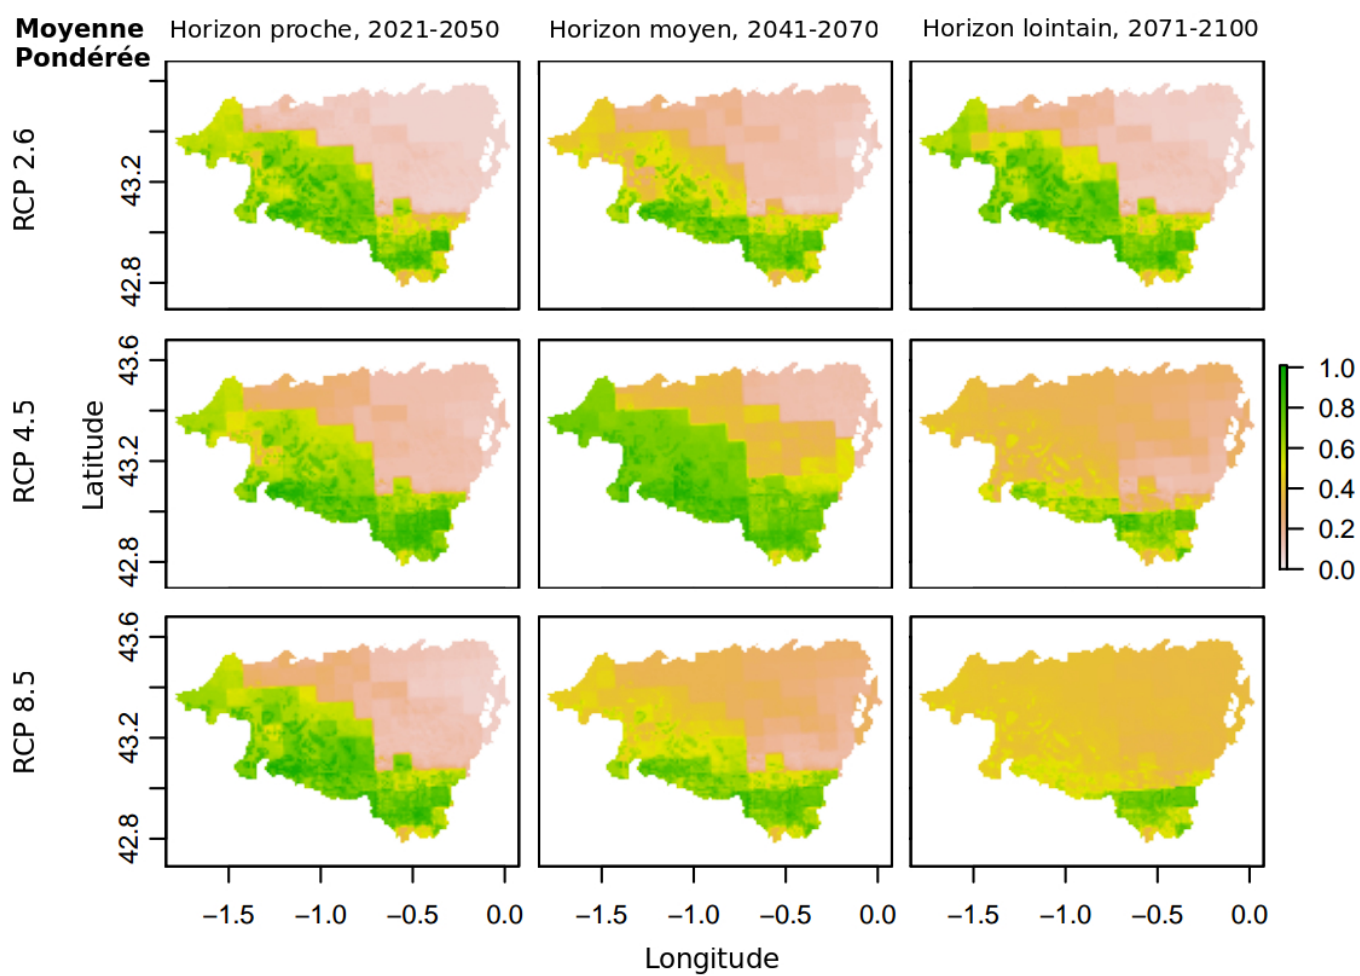 Moyenne
Pondérée
Horizon proche, 2021-2050
Horizon moyen, 2041-2070
Horizon lointain, 2071-2100
RCP 2.6
43.2
42.8
RCP 4.5
Latitude
43.6
43.2
42.8
1.0
0.8
0.6
0.4
0.2
0.0
RCP 8.5
43.6
43.2
42.8
−1.5 −1.0 −0.5 0.0
−1.5 −1.0 −0.5 0.0
−1.5 −1.0 −0.5 0.0
Longitude